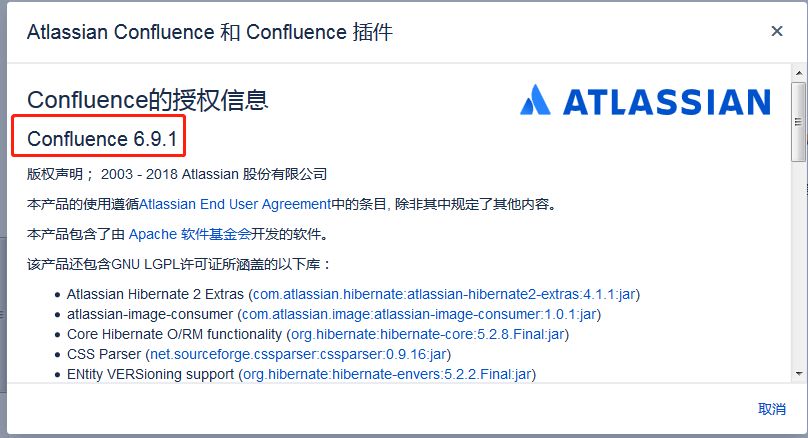 Atlassian Confluence 和 Confluence 插件
×
Confluence的授权信息
ATLASSIAN
Confluence 6.9.1
版权声明； 2003 - 2018 Atlassian 股份有限公司
本产品的使用遵循Atlassian End User Agreement中的条目, 除非其中规定了其他内容。
本产品包含了由 Apache 软件基金会开发的软件。
该产品还包含GNU LGPL许可证所涵盖的以下库：
• Atlassian Hibernate 2 Extras (com.atlassian.hibernate:atlassian-hibernate2-extras:4.1.1:jar)
• atlassian-image-consumer (com.atlassian.image:atlassian-image-consumer:1.0.1:jar)
• Core Hibernate O/RM functionality (org.hibernate:hibernate-core:5.2.8.Final:jar)
• CSS Parser (net.sourceforge.cssparser:cssparser:0.9.16:jar)
• ENtity VERSioning support (org.hibernate:hibernate-envers:5.2.2.Final:jar)
取消